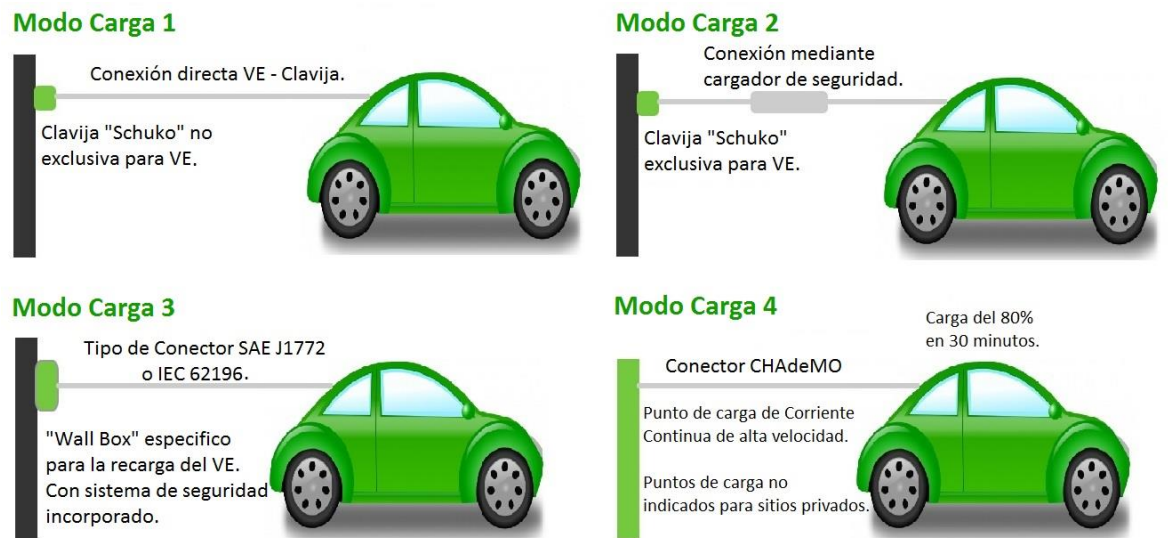 Modo Carga 1
Conexión directa VE - Clavija.
Clavija "Schuko" no
exclusiva para VE.
Modo Carga 2
Conexión mediante
cargador de seguridad.
Clavija "Schuko"
exclusiva para VE.
Modo Carga 3
Tipo de Conector SAE J1772
o IEC 62196.
"Wall Box" especifico
para la recarga del VE.
Con sistema de seguridad
incorporado.
Modo Carga 4
Carga del 80%
en 30 minutos.
Conector CHAdeMO
Punto de carga de Corriente
Continua de alta velocidad.
Puntos de carga no
indicados para sitios privados.